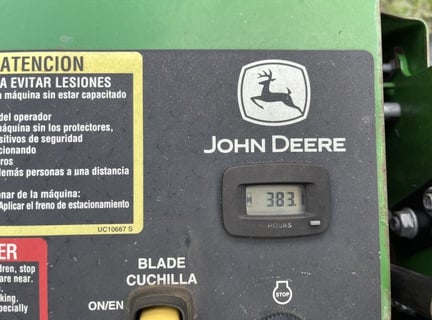 ATENCION
A EVITAR LESIONES
máquina sin estar capacitado
del operador
máquina sin los protectores,
sitivos de seguridad
cionando
ros
demás personas a una distancia
nar de la máquina:
Aplicar el freno de estacionamiento
UC10667 S
JOHN DEERE
383.
HOURS
ER
dren, stop
are near.
king.
specially
BLADE
CUCHILLA
ON/EN
STOP